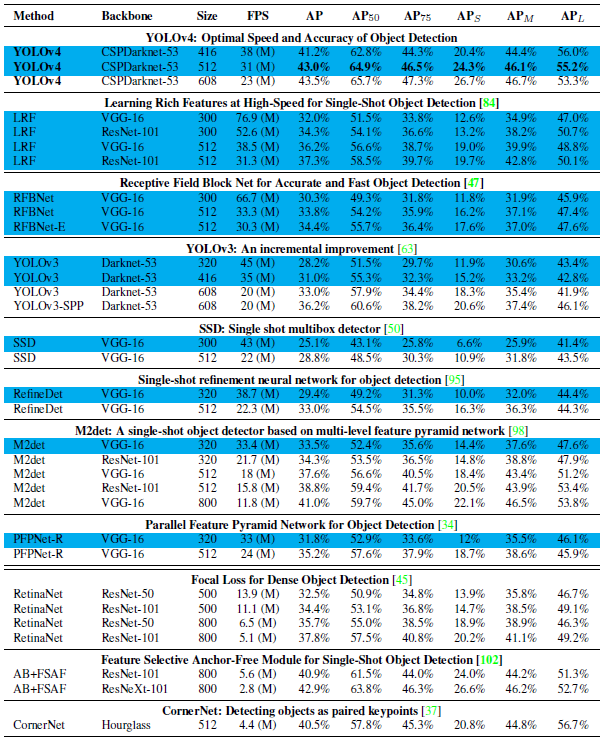 Method Backbone Size FPS AP AP50 AP75 APS APM APL
YOLOv4: Optimal Speed and Accuracy of Object Detection
YOLOv4 CSPDarknet-53 416 38 (M) 41.2% 62.8% 44.3% 20.4% 44.4% 56.0%
YOLOv4 CSPDarknet-53 512 31 (M) 43.0% 64.9% 46.5% 24.3% 46.1% 55.2%
YOLOv4 CSPDarknet-53 608 23 (M) 43.5% 65.7% 47.3% 26.7% 46.7% 53.3%
Learning Rich Features at High-Speed for Single-Shot Object Detection [84]
LRF VGG-16 300 76.9 (M) 32.0% 51.5% 33.8% 12.6% 34.9% 47.0%
LRF ResNet-101 300 52.6 (M) 34.3% 54.1% 36.6% 13.2% 38.2% 50.7%
LRF VGG-16 512 38.5 (M) 36.2% 56.6% 38.7% 19.0% 39.9% 48.8%
LRF ResNet-101 512 31.3 (M) 37.3% 58.5% 39.7% 19.7% 42.8% 50.1%
Receptive Field Block Net for Accurate and Fast Object Detection [47]
RFBNet VGG-16 300 66.7 (M) 30.3% 49.3% 31.8% 11.8% 31.9% 45.9%
RFBNet VGG-16 512 33.3 (M) 33.8% 54.2% 35.9% 16.2% 37.1% 47.4%
RFBNet-E VGG-16 512 30.3 (M) 34.4% 55.7% 36.4% 17.6% 37.0% 47.6%
YOLOv3: An incremental improvement [63]
YOLOv3 Darknet-53 320 45 (M) 28.2% 51.5% 29.7% 11.9% 30.6% 43.4%
YOLOv3 Darknet-53 416 35 (M) 31.0% 55.3% 32.3% 15.2% 33.2% 42.8%
YOLOv3 Darknet-53 608 20 (M) 33.0% 57.9% 34.4% 18.3% 35.4% 41.9%
YOLOv3-SPP Darknet-53 608 20 (M) 36.2% 60.6% 38.2% 20.6% 37.4% 46.1%
SSD: Single shot multibox detector [50]
SSD VGG-16 300 43 (M) 25.1% 43.1% 25.8% 6.6% 25.9% 41.4%
SSD VGG-16 512 22 (M) 28.8% 48.5% 30.3% 10.9% 31.8% 43.5%
Single-shot refinement neural network for object detection [95]
RefineDet VGG-16 320 38.7 (M) 29.4% 49.2% 31.3% 10.0% 32.0% 44.4%
RefineDet VGG-16 512 22.3 (M) 33.0% 54.5% 35.5% 16.3% 36.3% 44.3%
M2det: A single-shot object detector based on multi-level feature pyramid network [98]
M2det VGG-16 320 33.4 (M) 33.5% 52.4% 35.6% 14.4% 37.6% 47.6%
M2det ResNet-101 320 21.7 (M) 34.3% 53.5% 36.5% 14.8% 38.8% 47.9%
M2det VGG-16 512 18 (M) 37.6% 56.6% 40.5% 18.4% 43.4% 51.2%
M2det ResNet-101 512 15.8 (M) 38.8% 59.4% 41.7% 20.5% 43.9% 53.4%
M2det VGG-16 800 11.8 (M) 41.0% 59.7% 45.0% 22.1% 46.5% 53.8%
Parallel Feature Pyramid Network for Object Detection [34]
PFPNet-R VGG-16 320 33 (M) 31.8% 52.9% 33.6% 12% 35.5% 46.1%
PFPNet-R VGG-16 512 24 (M) 35.2% 57.6% 37.9% 18.7% 38.6% 45.9%
Focal Loss for Dense Object Detection [45]
RetinaNet ResNet-50 500 13.9 (M) 32.5% 50.9% 34.8% 13.9% 35.8% 46.7%
RetinaNet ResNet-101 500 11.1 (M) 34.4% 53.1% 36.8% 14.7% 38.5% 49.1%
RetinaNet ResNet-50 800 6.5 (M) 35.7% 55.0% 38.5% 18.9% 38.9% 46.3%
RetinaNet ResNet-101 800 5.1 (M) 37.8% 57.5% 40.8% 20.2% 41.1% 49.2%
Feature Selective Anchor-Free Module for Single-Shot Object Detection [102]
AB+FSAF ResNet-101 800 5.6 (M) 40.9% 61.5% 44.0% 24.0% 44.2% 51.3%
AB+FSAF ResNeXt-101 800 2.8 (M) 42.9% 63.8% 46.3% 26.6% 46.2% 52.7%
CornerNet: Detecting objects as paired keypoints [37]
CornerNet Hourglass 512 4.4 (M) 40.5% 57.8% 45.3% 20.8% 44.8% 56.7%